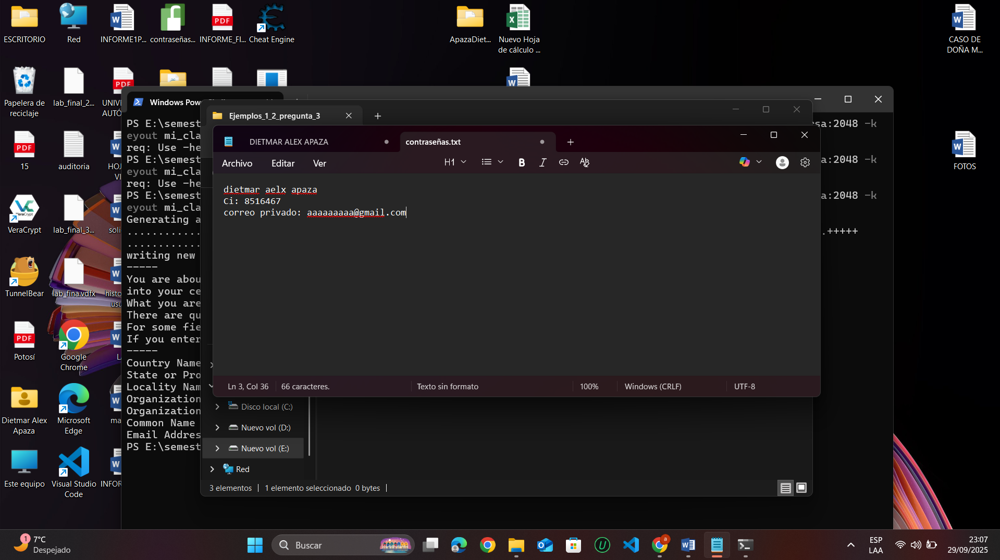 ESCRITORIO
Red
INFORME1P...
contraseñas...
INFORME_FI...
Cheat Engine
ApazaDiet...
Nuevo Hoja
de cálculo ...
CASO DE
DOÑA M...
Papelera de
reciclaje
lab_final_2...
UNIV
AUTÓ
15
auditoria
HOJ
VI
FOTOS
VeraCrypt
lab_final_3...
soli
TunnelBear
lab_fina.vdfx
histo
usu
Potosí
Google
Chrome
Dietmar Alex
Apaza
Microsoft
Edge
ma
Este equipo
Visual Studio
Code
INFOR
Windows Pow
PS E:\semest
rsa:2048 -k
eyout mi_cla
req: Use -he
PS E:\semest
rsa:2048 -k
eyout mi_cla
req: Use -he
PS E:\semest
a:2048 -k
eyout mi_cla
Generating a
............
.+++++
............
writing new
-----
You are abou
into your ce
What you are
There are qu
For some fie
If you enter
-----
Country Name
State or Pro
Locality Nam
Organization
Organization
Common Name
Email Addres
PS E:\semest
Ejemplos_1_2_pregunta_3
DIETMAR ALEX APAZA
contraseñas.txt
Archivo Editar Ver
H1
dietmar aelx apaza
Ci: 8516467
correo privado: aaaaaaaaa@gmail.com
Ln 3, Col 36
66 caracteres.
Texto sin formato
100%
Windows (CRLF)
UTF-8
Disco local (C:)
Nuevo vol (D:)
Nuevo vol (E:)
Red
3 elementos
1 elemento seleccionado 0 bytes
1
7°C
Despejado
Buscar
ESP
LAA
23:07
29/09/2025